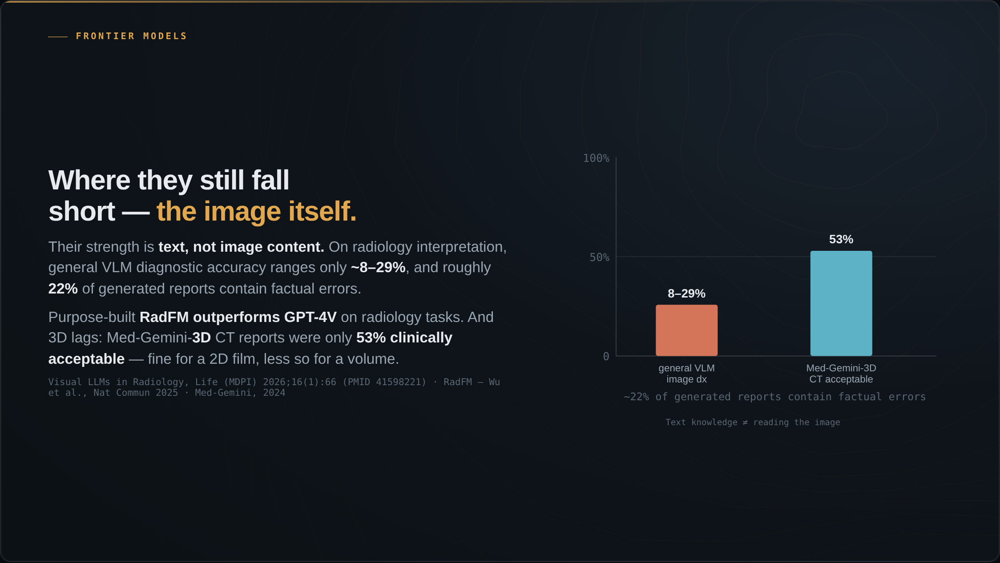 FRONTIER MODELS
Where they still fall
short — the image itself.
Their strength is text, not image content. On radiology interpretation,
general VLM diagnostic accuracy ranges only ~8–29%, and roughly
22% of generated reports contain factual errors.
Purpose-built RadFM outperforms GPT-4V on radiology tasks. And
3D lags: Med-Gemini-3D CT reports were only 53% clinically
acceptable — fine for a 2D film, less so for a volume.
Visual LLMs in Radiology, Life (MDPI) 2026;16(1):66 (PMID 41598221) · RadFM — Wu
et al., Nat Commun 2025 · Med-Gemini, 2024
100%
50%
0
8–29%
53%
general VLM
image dx
Med-Gemini-3D
CT acceptable
~22% of generated reports contain factual errors
Text knowledge ≠ reading the image